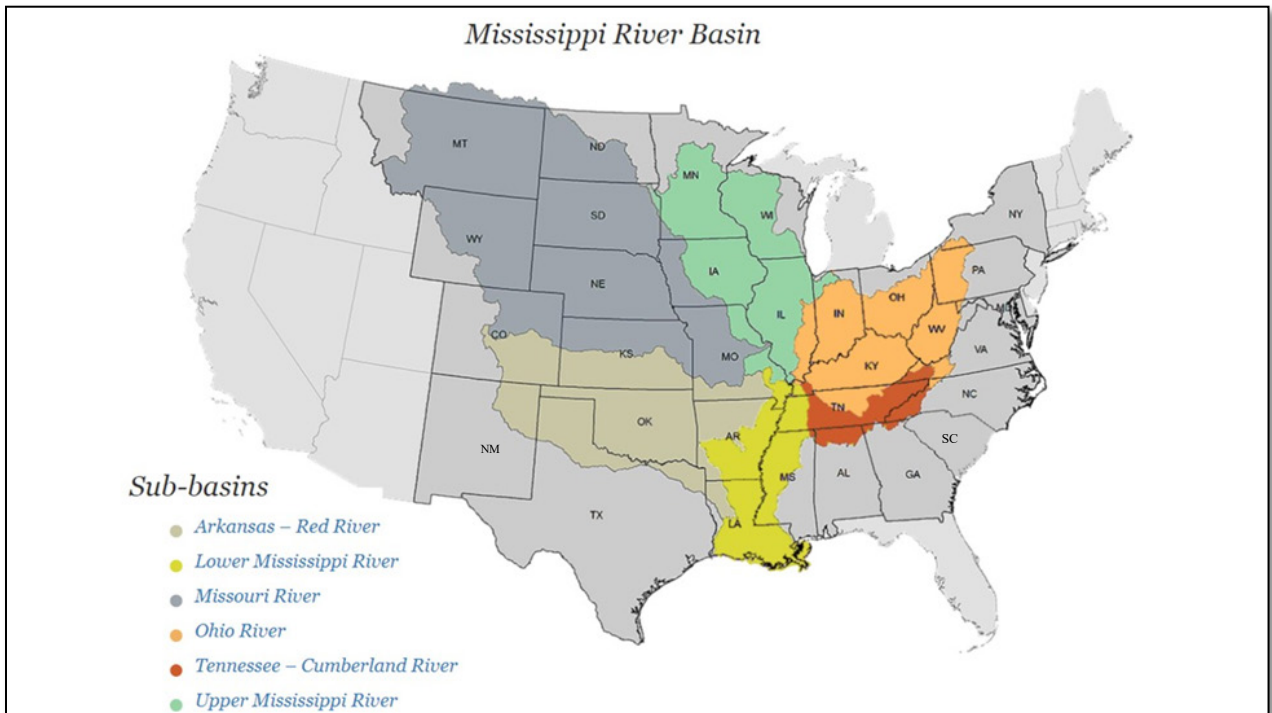 Mississippi River Basin
MT
ND
MN
WI
NY
SD
WY
IA
PA
NE
IL
IN
OH
MD
WV
CO
KS
MO
KY
VA
NC
TN
OK
AR
SC
NM
MS
AL
GA
TX
LA
Sub-basins
Arkansas – Red River
Lower Mississippi River
Missouri River
Ohio River
Tennessee – Cumberland River
Upper Mississippi River